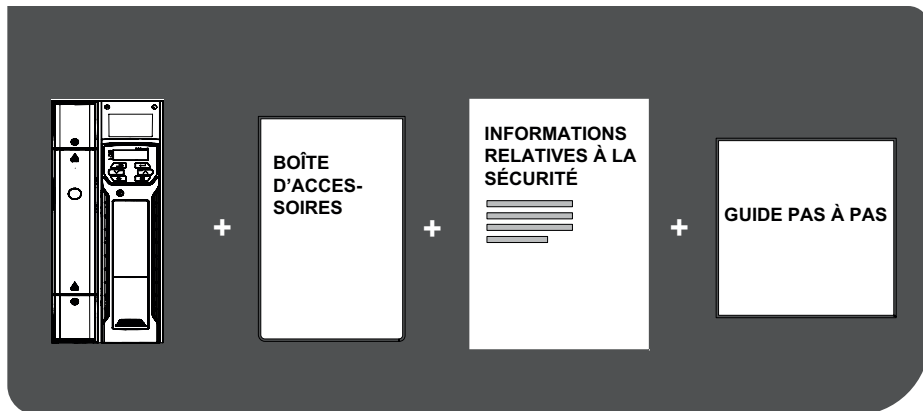 BOÎTE
D'ACCES-
SOIRES
INFORMATIONS
RELATIVES À LA
SÉCURITÉ
GUIDE PAS À PAS
+
+
+